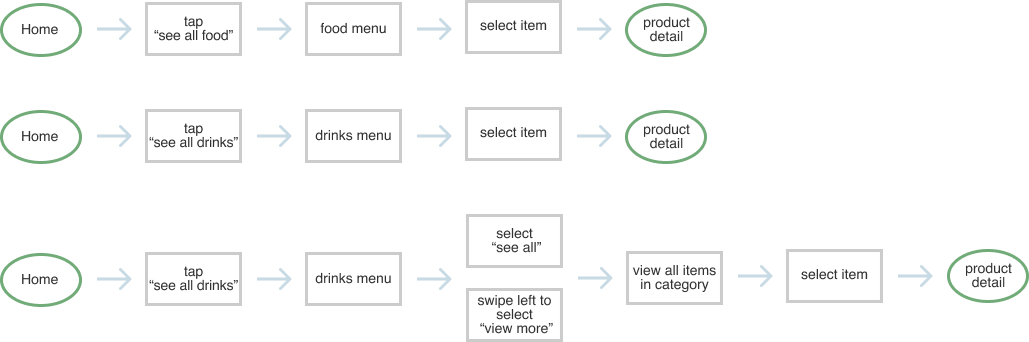 Home
tap
“see all food”
food menu
select item
product
detail
Home
tap
“see all drinks”
drinks menu
select item
product
detail
Home
tap
“see all drinks”
drinks menu
select
“see all”
swipe left to
select
“view more”
view all items
in category
select item
product
detail